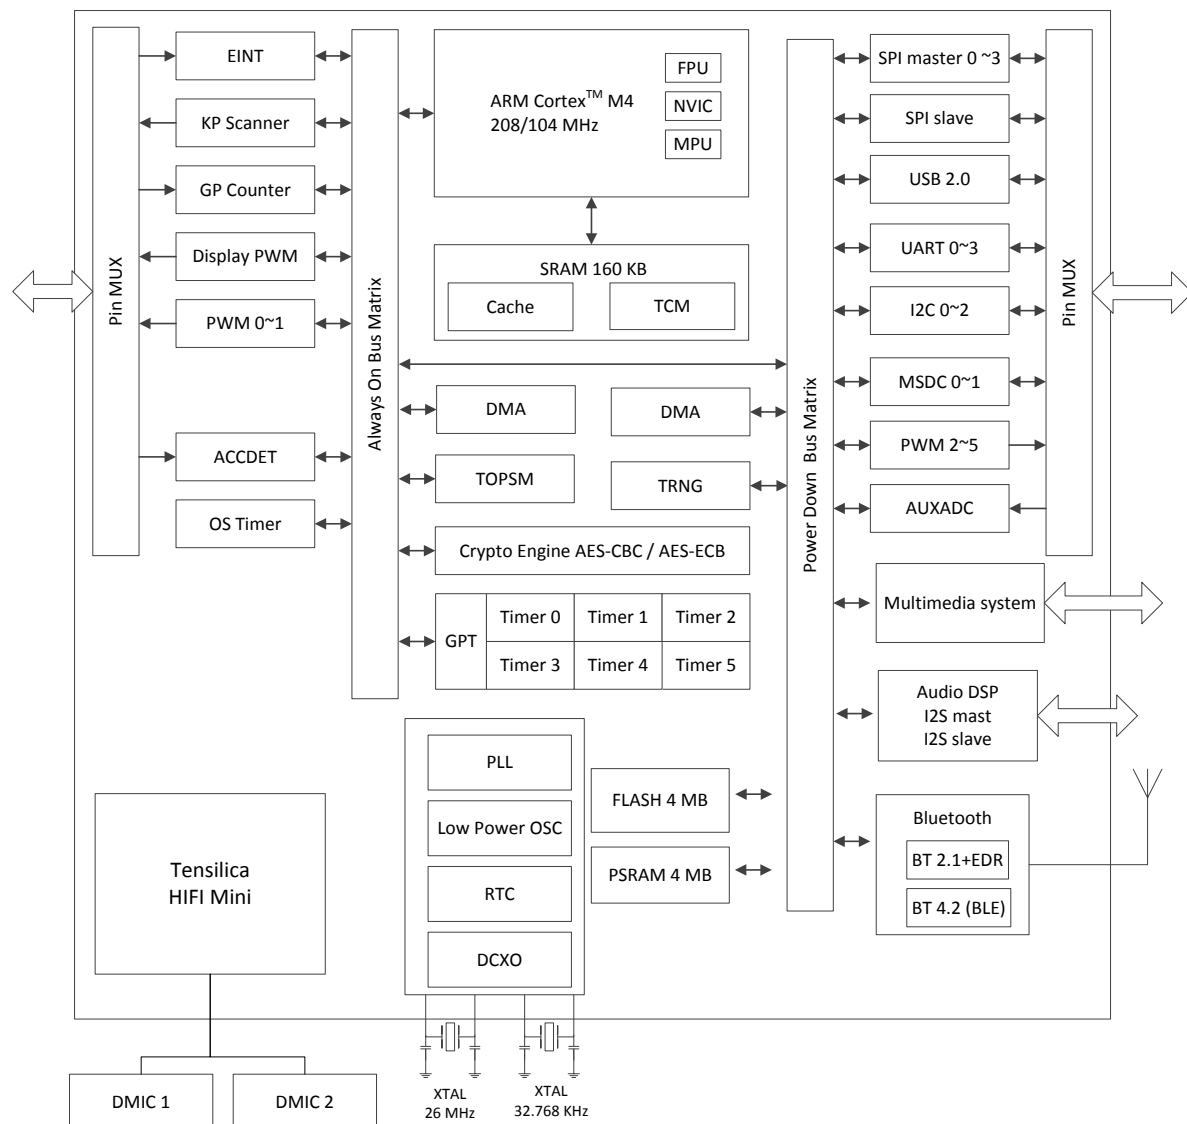 Pin MUX
EINT
KP Scanner
GP Counter
Display PWM
PWM 0~1
ACCDET
OS Timer
Always On Bus Matrix
ARM Cortex™ M4
208/104 MHz
FPU
NVIC
MPU
SRAM 160 KB
Cache
TCM
DMA
DMA
TOPSM
TRNG
Crypto Engine AES-CBC / AES-ECB
GPT
Timer 0
Timer 1
Timer 2
Timer 3
Timer 4
Timer 5
Power Down Bus Matrix
SPI master 0 ~3
SPI slave
USB 2.0
UART 0~3
I2C 0~2
MSDC 0~1
PWM 2~5
AUXADC
Pin MUX
Multimedia system
Audio DSP
I2S mast
I2S slave
Bluetooth
BT 2.1+EDR
BT 4.2 (BLE)
PLL
Low Power OSC
RTC
DCXO
FLASH 4 MB
PSRAM 4 MB
Tensilica
HIFI Mini
DMIC 1
DMIC 2
XTAL
26 MHz
XTAL
32.768 KHz